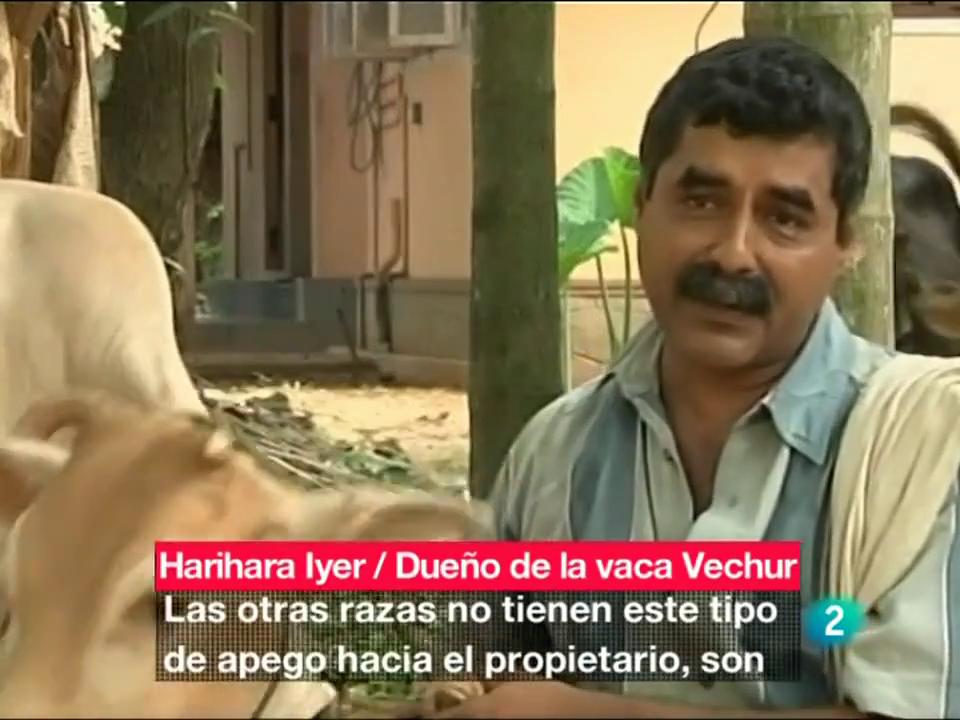 Harihara Iyer / Dueño de la vaca Vechur
Las otras razas no tienen este tipo
de apego hacia el propietario, son
2